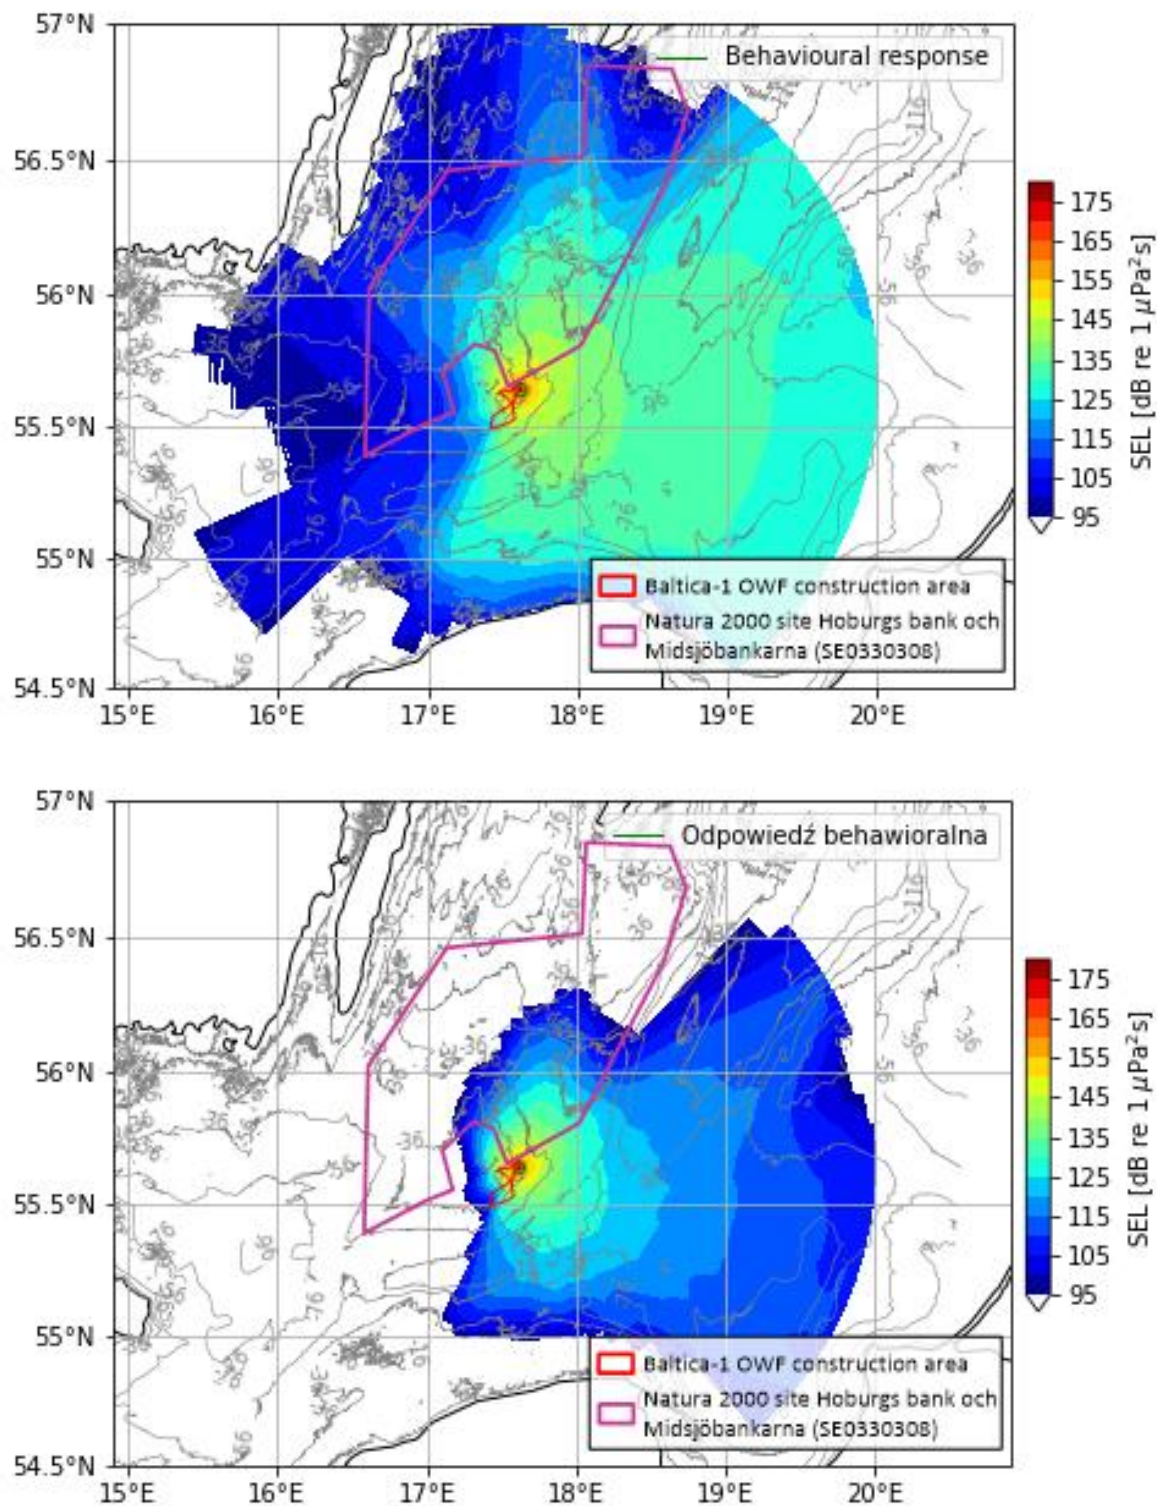 57°N
Behavioural response
56.5°N
56°N
55.5°N
55°N
54.5°N
15°E 16°E 17°E 18°E 19°E 20°E
175
165
155
145
135
125
115
105
95
SEL [dB re 1 μPa²s]
Baltica-1 OWF construction area
Natura 2000 site Hoburgs bank och
Midsjöbankarna (SE0330308)
57°N
Odpowiedź behawioralna
56.5°N
56°N
55.5°N
55°N
54.5°N
15°E 16°E 17°E 18°E 19°E 20°E
175
165
155
145
135
125
115
105
95
SEL [dB re 1 μPa²s]
Baltica-1 OWF construction area
Natura 2000 site Hoburgs bank och
Midsjöbankarna (SE0330308)